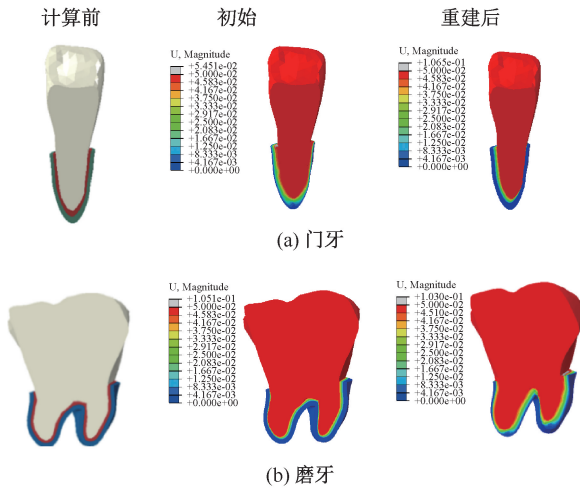 计算前
初始
重建后
U, Magnitude
+5.451e-02
+5.000e-02
+4.583e-02
+4.167e-02
+3.750e-02
+3.333e-02
+2.917e-02
+2.500e-02
+2.083e-02
+1.667e-02
+1.250e-02
+8.333e-03
+4.167e-03
+0.000e+00
U, Magnitude
+1.065e-01
+5.000e-02
+4.583e-02
+4.167e-02
+3.750e-02
+3.333e-02
+2.917e-02
+2.500e-02
+2.083e-02
+1.667e-02
+1.250e-02
+8.333e-03
+4.167e-03
+0.000e+00
(a) 门牙
U, Magnitude
+1.051e-01
+5.000e-02
+4.583e-02
+4.167e-02
+3.750e-02
+3.333e-02
+2.917e-02
+2.500e-02
+2.083e-02
+1.667e-02
+1.250e-02
+8.333e-03
+4.167e-03
+0.000e+00
U, Magnitude
+1.030e-01
+5.000e-02
+4.510e-02
+4.167e-02
+3.750e-02
+3.333e-02
+2.917e-02
+2.500e-02
+2.083e-02
+1.667e-02
+1.250e-02
+8.333e-03
+4.167e-03
+0.000e+00
(b) 磨牙